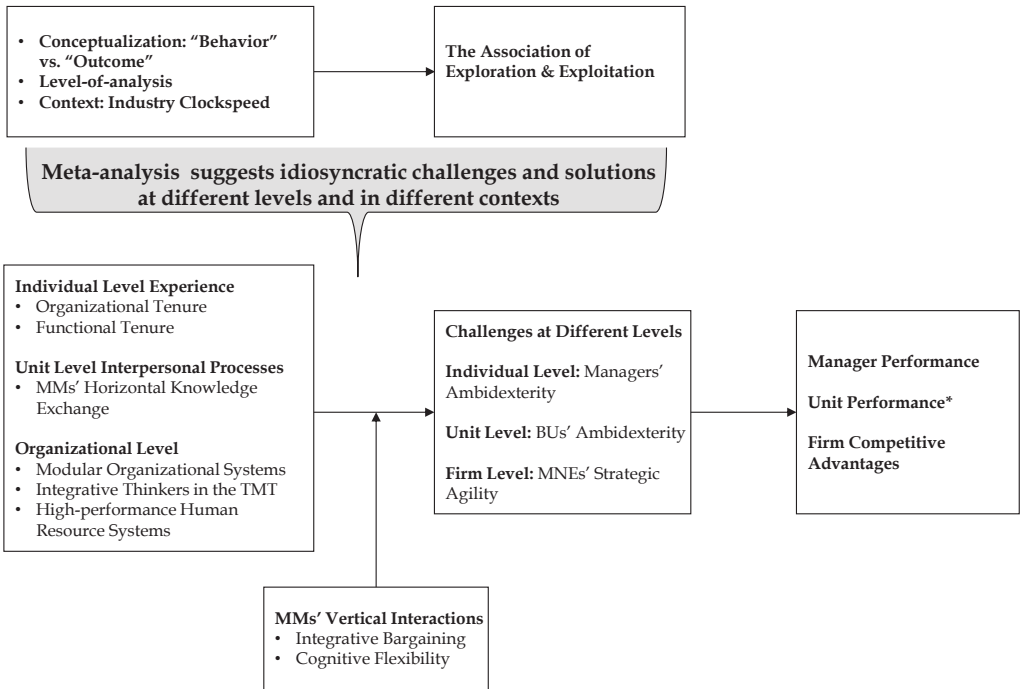 • Conceptualization: “Behavior”
vs. “Outcome”
• Level-of-analysis
• Context: Industry Clockspeed
The Association of
Exploration & Exploitation
Meta-analysis suggests idiosyncratic challenges and solutions
at different levels and in different contexts
Individual Level Experience
• Organizational Tenure
• Functional Tenure
Unit Level Interpersonal Processes
• MMs’ Horizontal Knowledge
Exchange
Organizational Level
• Modular Organizational Systems
• Integrative Thinkers in the TMT
• High-performance Human
Resource Systems
Challenges at Different Levels
Individual Level: Managers’
Ambidexterity
Unit Level: BUs’ Ambidexterity
Firm Level: MNEs’ Strategic
Agility
Manager Performance
Unit Performance*
Firm Competitive
Advantages
MMs’ Vertical Interactions
• Integrative Bargaining
• Cognitive Flexibility